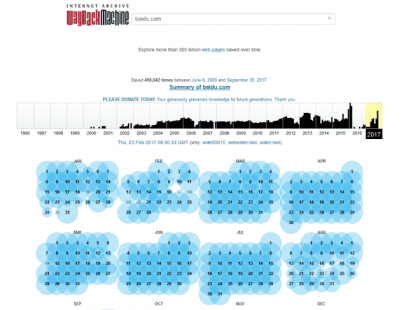 INTERNET ARCHIVE
WayBackMachine
baidu.com
Explore more than 305 billion web pages saved over time
Saved 458,042 times between June 6, 2000 and September 30, 2017.
Summary of baidu.com
PLEASE DONATE TODAY. Your generosity preserves knowledge for future generations. Thank you.
1996 1997 1998 1999 2000 2001 2002 2003 2004 2005 2006 2007 2008 2009 2010 2011 2012 2013 2014 2015 2016 2017
Thu, 23 Feb 2017 08:00:24 GMT
JAN FEB MAR APR
1 2 3 4 5 6 7 1 2 3 4 1 2 3 4 1
8 9 10 11 12 13 14 5 6 7 8 9 10 11 5 6 7 8 9 10 11 2 3 4 5 6 7 8
15 16 17 18 19 20 21 12 13 14 15 16 17 18 12 13 14 15 16 17 18 9 10 11 12 13 14 15
22 23 24 25 26 27 28 19 20 21 22 23 24 25 19 20 21 22 23 24 25 16 17 18 19 20 21 22
29 30 31 26 27 28 26 27 28 29 30 31 23 24 25 26 27 28 29
30
MAY JUN JUL AUG
1 2 3 4 5 6 1 2 3 1 1 2 3 4 5
7 8 9 10 11 12 13 4 5 6 7 8 9 10 2 3 4 5 6 7 8 6 7 8 9 10 11 12
14 15 16 17 18 19 20 11 12 13 14 15 16 17 9 10 11 12 13 14 15 13 14 15 16 17 18 19
21 22 23 24 25 26 27 18 19 20 21 22 23 24 16 17 18 19 20 21 22 20 21 22 23 24 25 26
28 29 30 31 25 26 27 28 29 30 23 24 25 26 27 28 29 27 28 29 30 31
30 31
SEP OCT NOV DEC